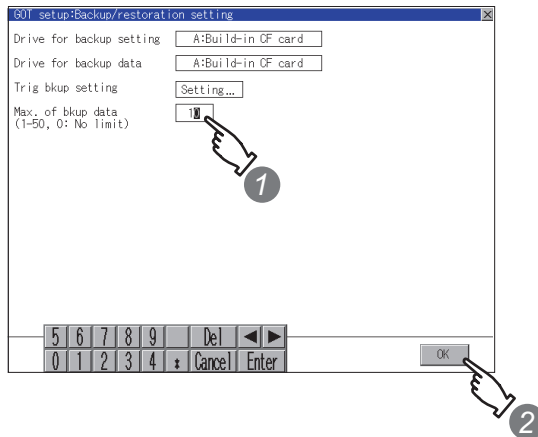 GOT setup:Backup/restoration setting
Drive for backup setting A:Build-in CF card
Drive for backup data A:Build-in CF card
Trig bkup setting Setting...
Max. of bkup data 10
(1-50, 0: No limit)
1
5 6 7 8 9 Del ◀ ▶
0 1 2 3 4 Cancel Enter
OK
2